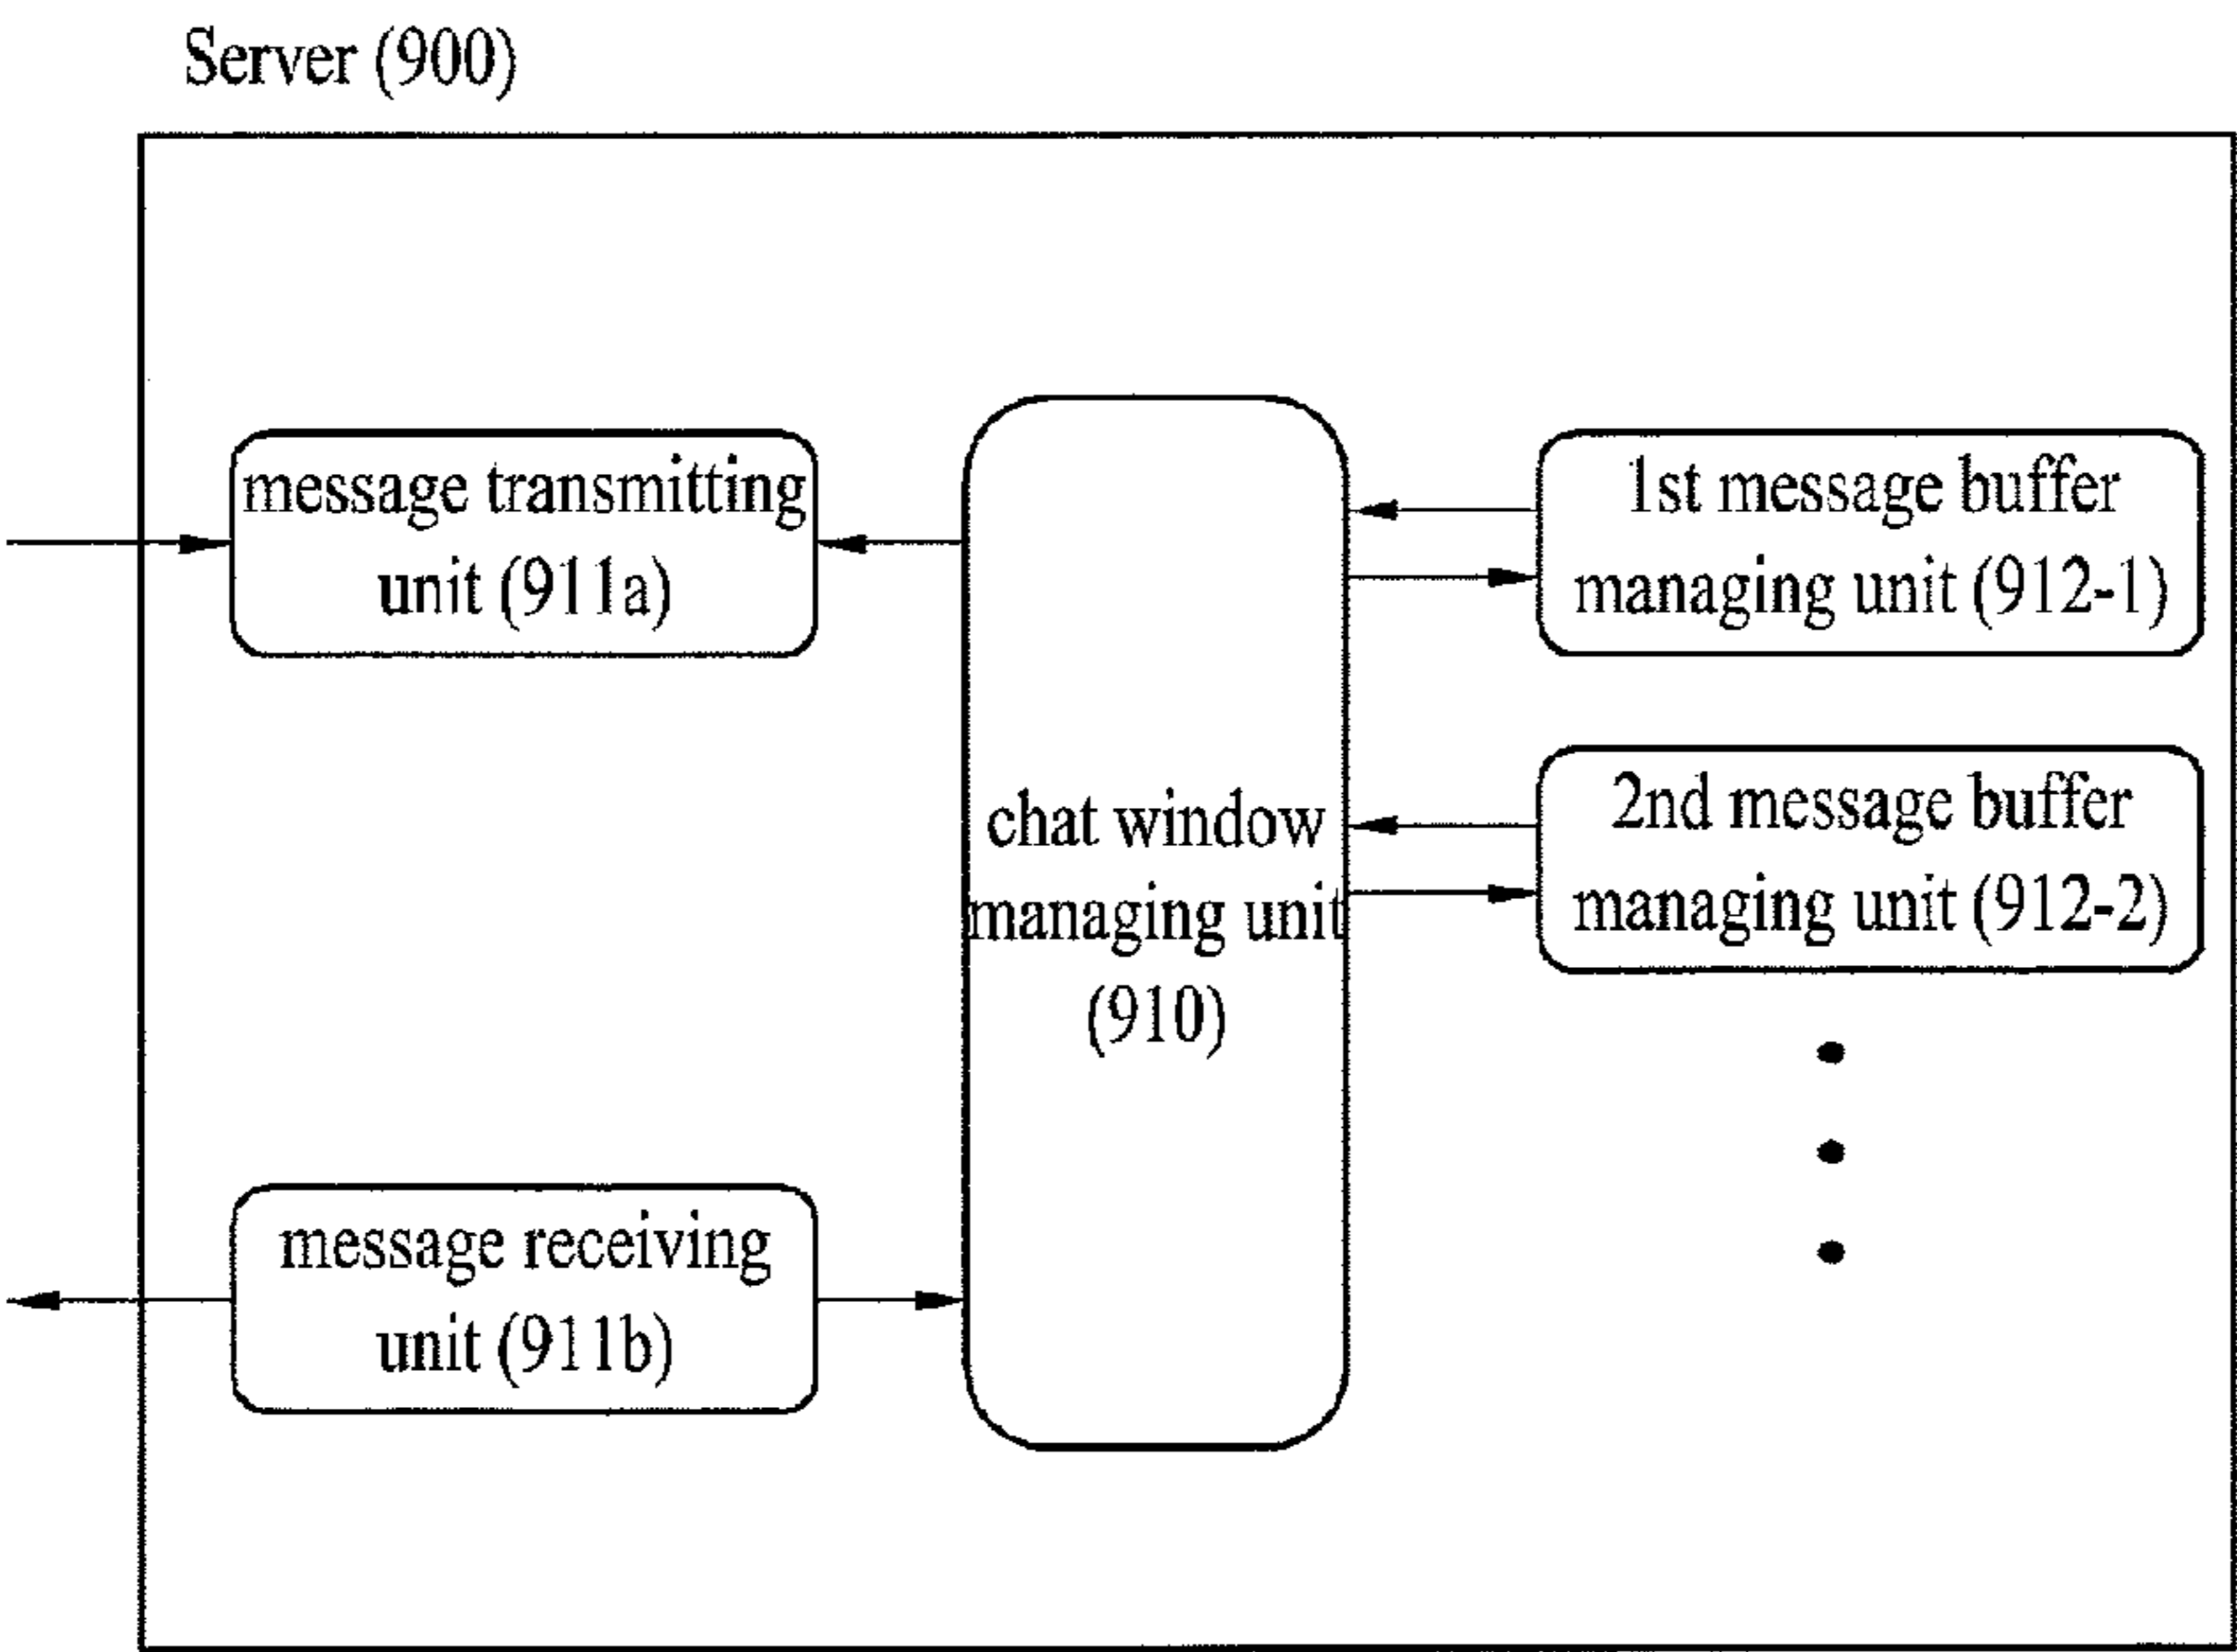 Server (900)
message transmitting
unit (911a)
1st message buffer
managing unit (912-1)
chat window
managing unit
(910)
2nd message buffer
managing unit (912-2)
message receiving
unit (911b)